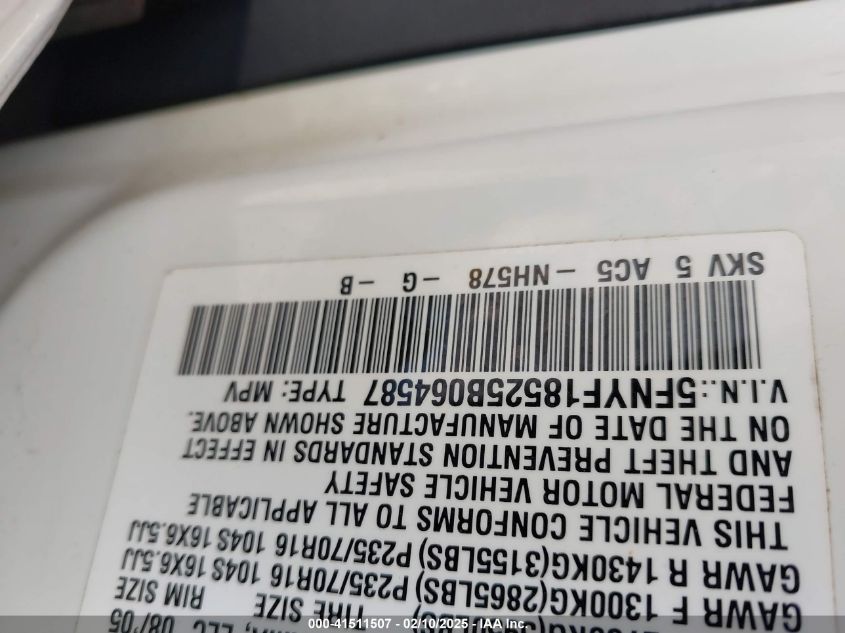 LLC 08/'05
TIRE SIZE RIM SIZE
GAWR F 1300KG(2865LBS) P235/70R16 104S 16X6.5JJ
GAWR R 1430KG(3155LBS) P235/70R16 104S 16X6.5JJ
THIS VEHICLE CONFORMS TO ALL APPLICABLE
FEDERAL MOTOR VEHICLE SAFETY
AND THEFT PREVENTION STANDARDS IN EFFECT
ON THE DATE OF MANUFACTURE SHOWN ABOVE.
V.I.N.:5FNYF18525B064587 TYPE: MPV
SKV 5 AC5 -NH578 -G -B
000-41511507 - 02/10/2025 - IAA Inc.